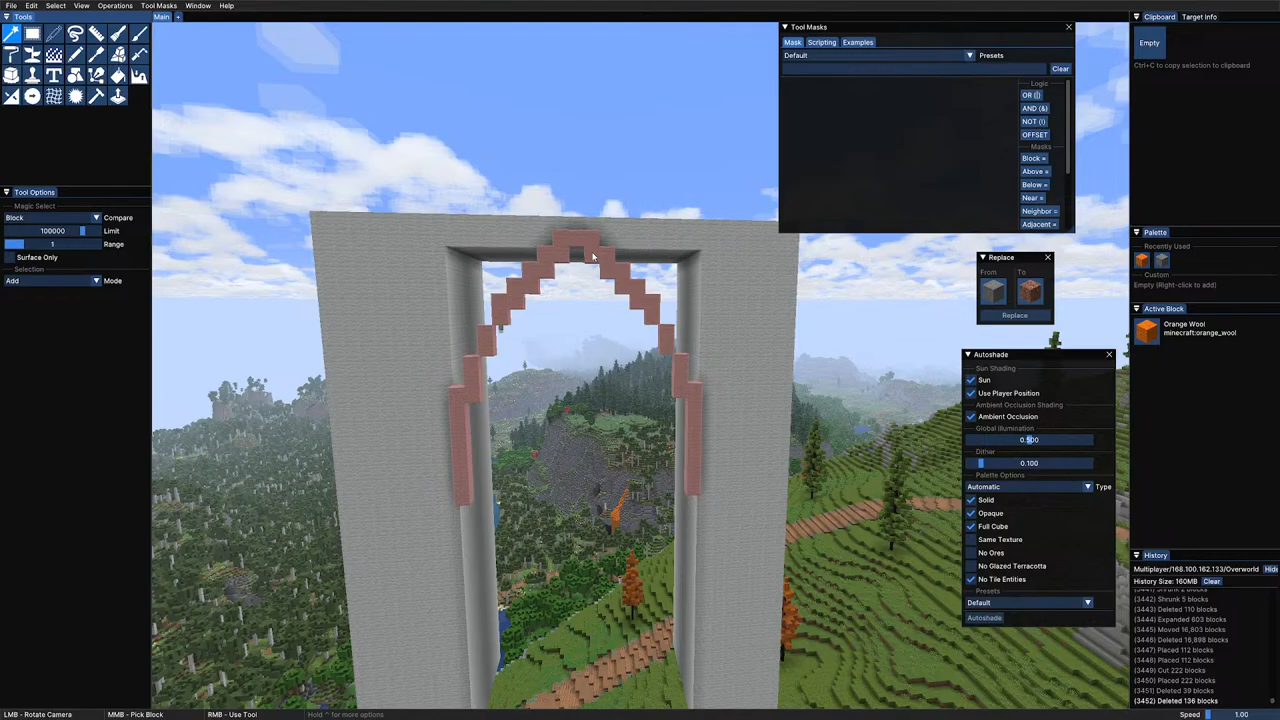 File Edit Select View Operations Tool Masks Window Help
Tools
Main +
Tool Options
Magic Select
Block Compare
100000 Limit
1 Range
Surface Only
Selection
Add Mode
Tool Masks
Mask Scripting Examples
Default Presets
Clear
Logic
OR (|)
AND (&)
NOT (!)
OFFSET
Masks
Block =
Above =
Below =
Near =
Neighbor =
Adjacent =
Replace
From To
Replace
Autoshade
Sun Shading
Sun
Use Player Position
Ambient Occlusion Shading
Ambient Occlusion
Global Illumination
0.500
Dither
0.100
Palette Options
Automatic Type
Solid
Opaque
Full Cube
Same Texture
No Ores
No Glazed Terracotta
No Tile Entities
Presets
Default
Autoshade
Clipboard Target Info
Empty
Ctrl+C to copy selection to clipboard
Palette
Recently Used
Custom
Empty (Right-click to add)
Active Block
Orange Wool
minecraft:orange_wool
History
Multiplayer/168.100.162.133/Overworld Hide
History Size: 160MB Clear
(3442) Shrunk 5 blocks
(3443) Deleted 110 blocks
(3444) Expanded 603 blocks
(3445) Moved 16,803 blocks
(3446) Deleted 16,898 blocks
(3447) Placed 112 blocks
(3448) Placed 112 blocks
(3449) Cut 222 blocks
(3450) Placed 222 blocks
(3451) Deleted 39 blocks
(3452) Deleted 136 blocks
LMB - Rotate Camera MMB - Pick Block RMB - Use Tool Hold ^ for more options
Speed 1.00